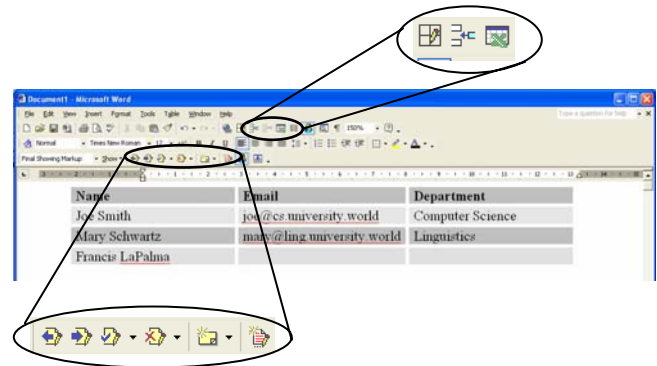 Document1 - Microsoft Word
File Edit View Insert Format Tools Table Window Help Type a question for help
Normal Times New Roman 12 B I U 150%
Final Showing Markup Show
Name Email Department
Joe Smith joe@cs.university.world Computer Science
Mary Schwartz mary@ling.university.world Linguistics
Francis LaPalma